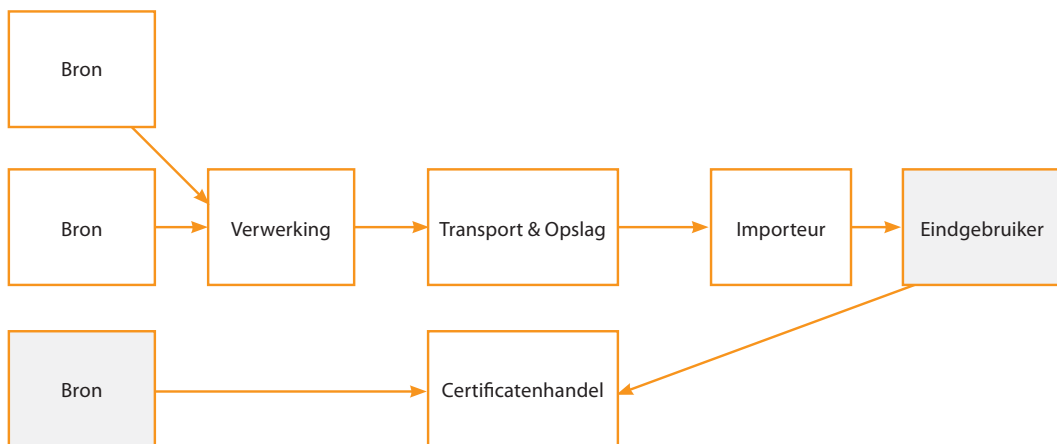 Bron
Bron
Verwerking
Transport & Opslag
Importeur
Eindgebruiker
Bron
Certificatenhandel